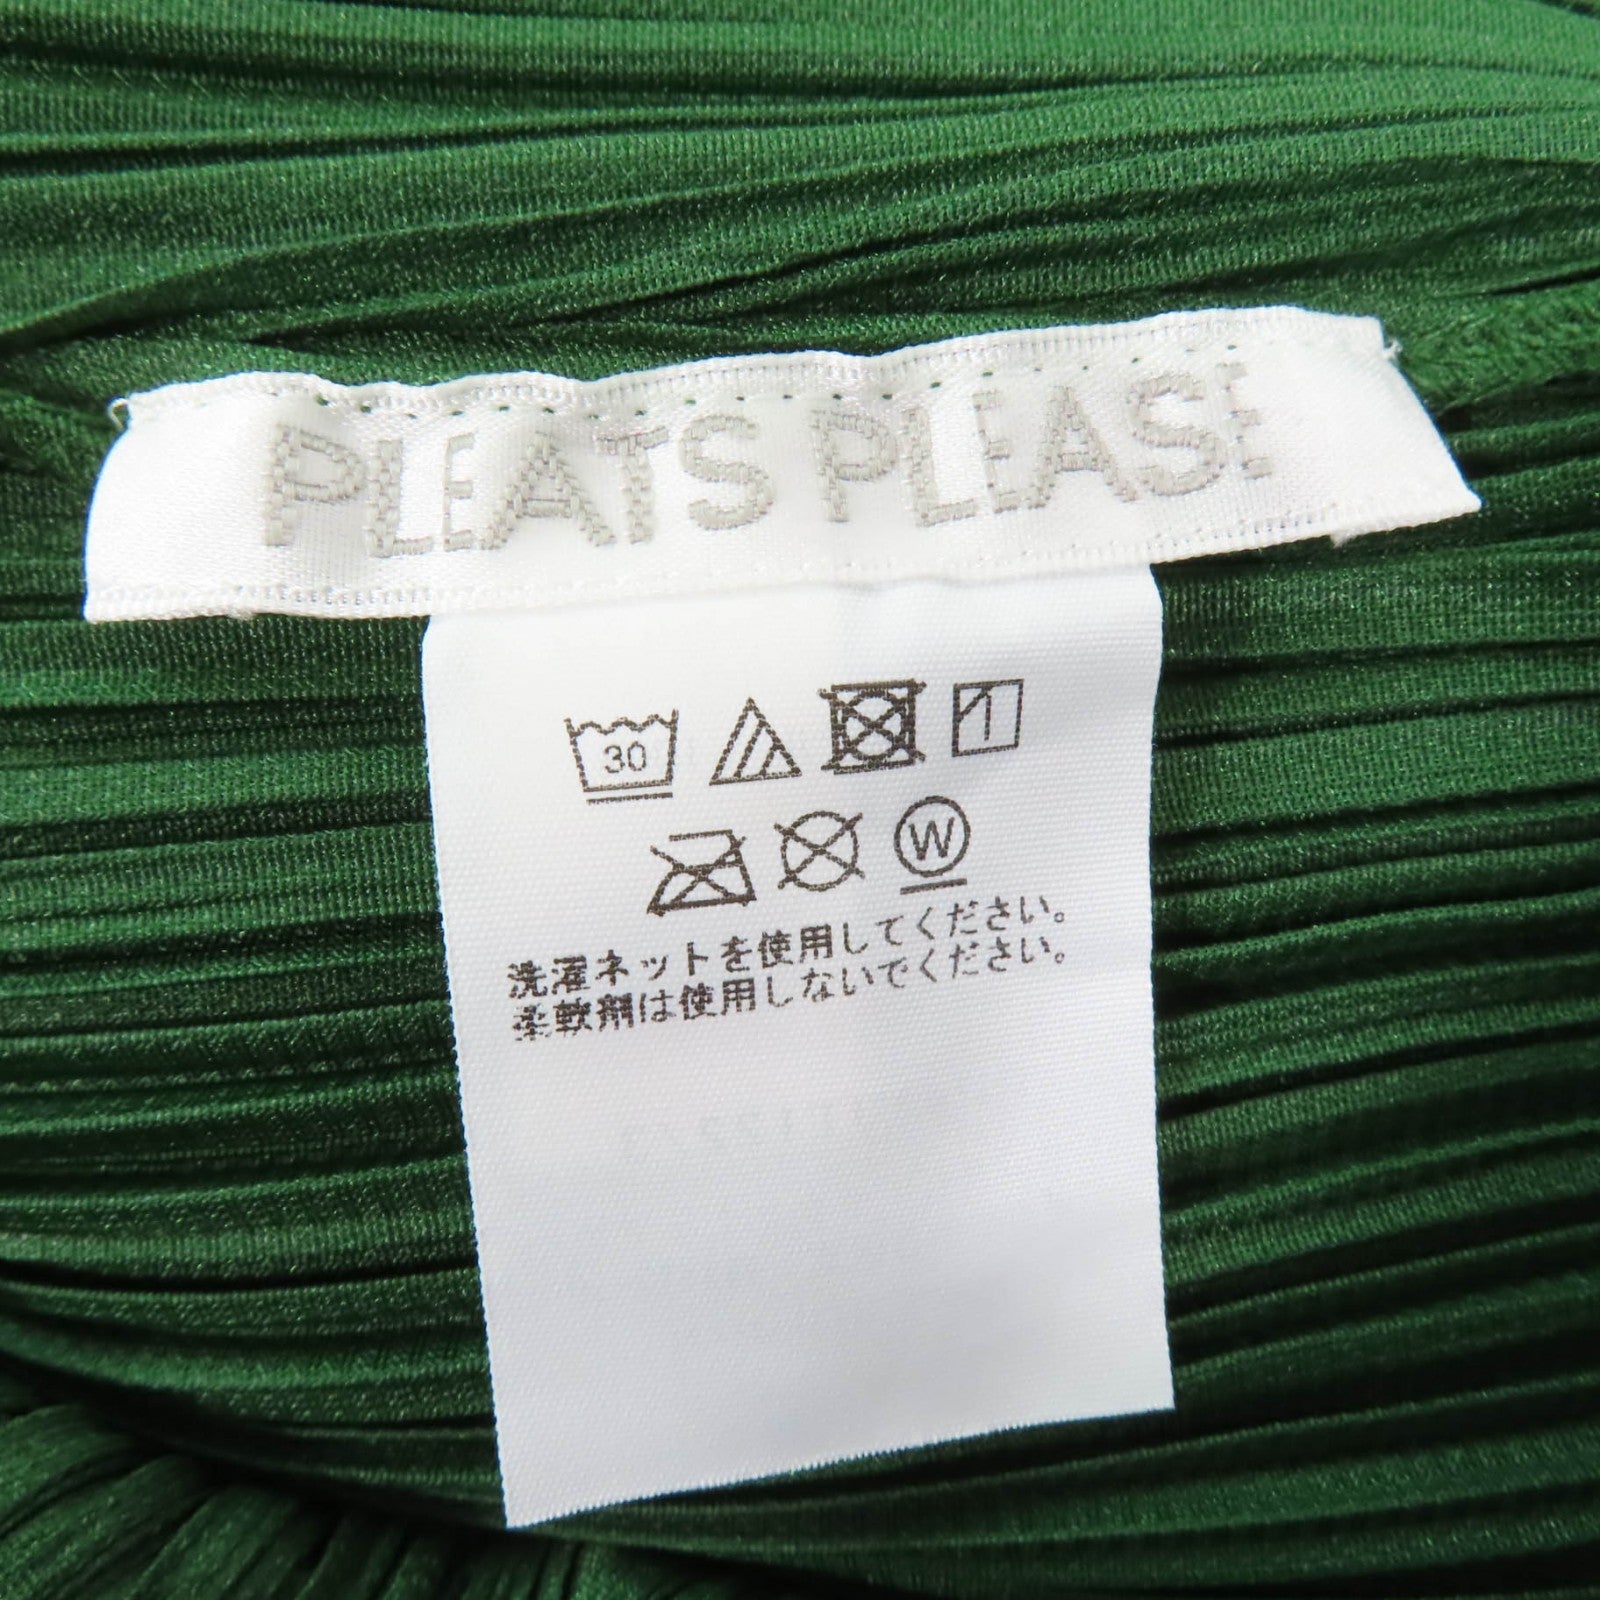 PLEATS PLEASE
30
1
W
洗濯ネットを使用してください。
柔軟剤は使用しないでください。